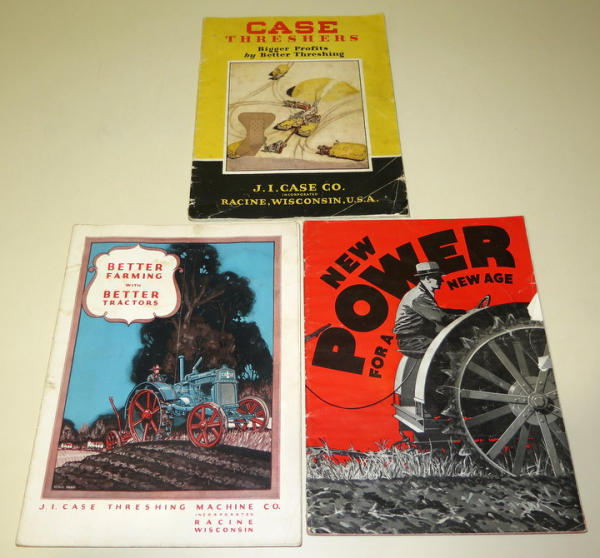 CASE
THRESHERS
Bigger Profits
by Better Threshing
J. I. CASE CO.
INCORPORATED
RACINE, WISCONSIN, U.S.A.
BETTER
FARMING
WITH
BETTER
TRACTORS
J. I. CASE THRESHING MACHINE CO.
INCORPORATED
RACINE
WISCONSIN
NEW
POWER
FOR A
NEW AGE